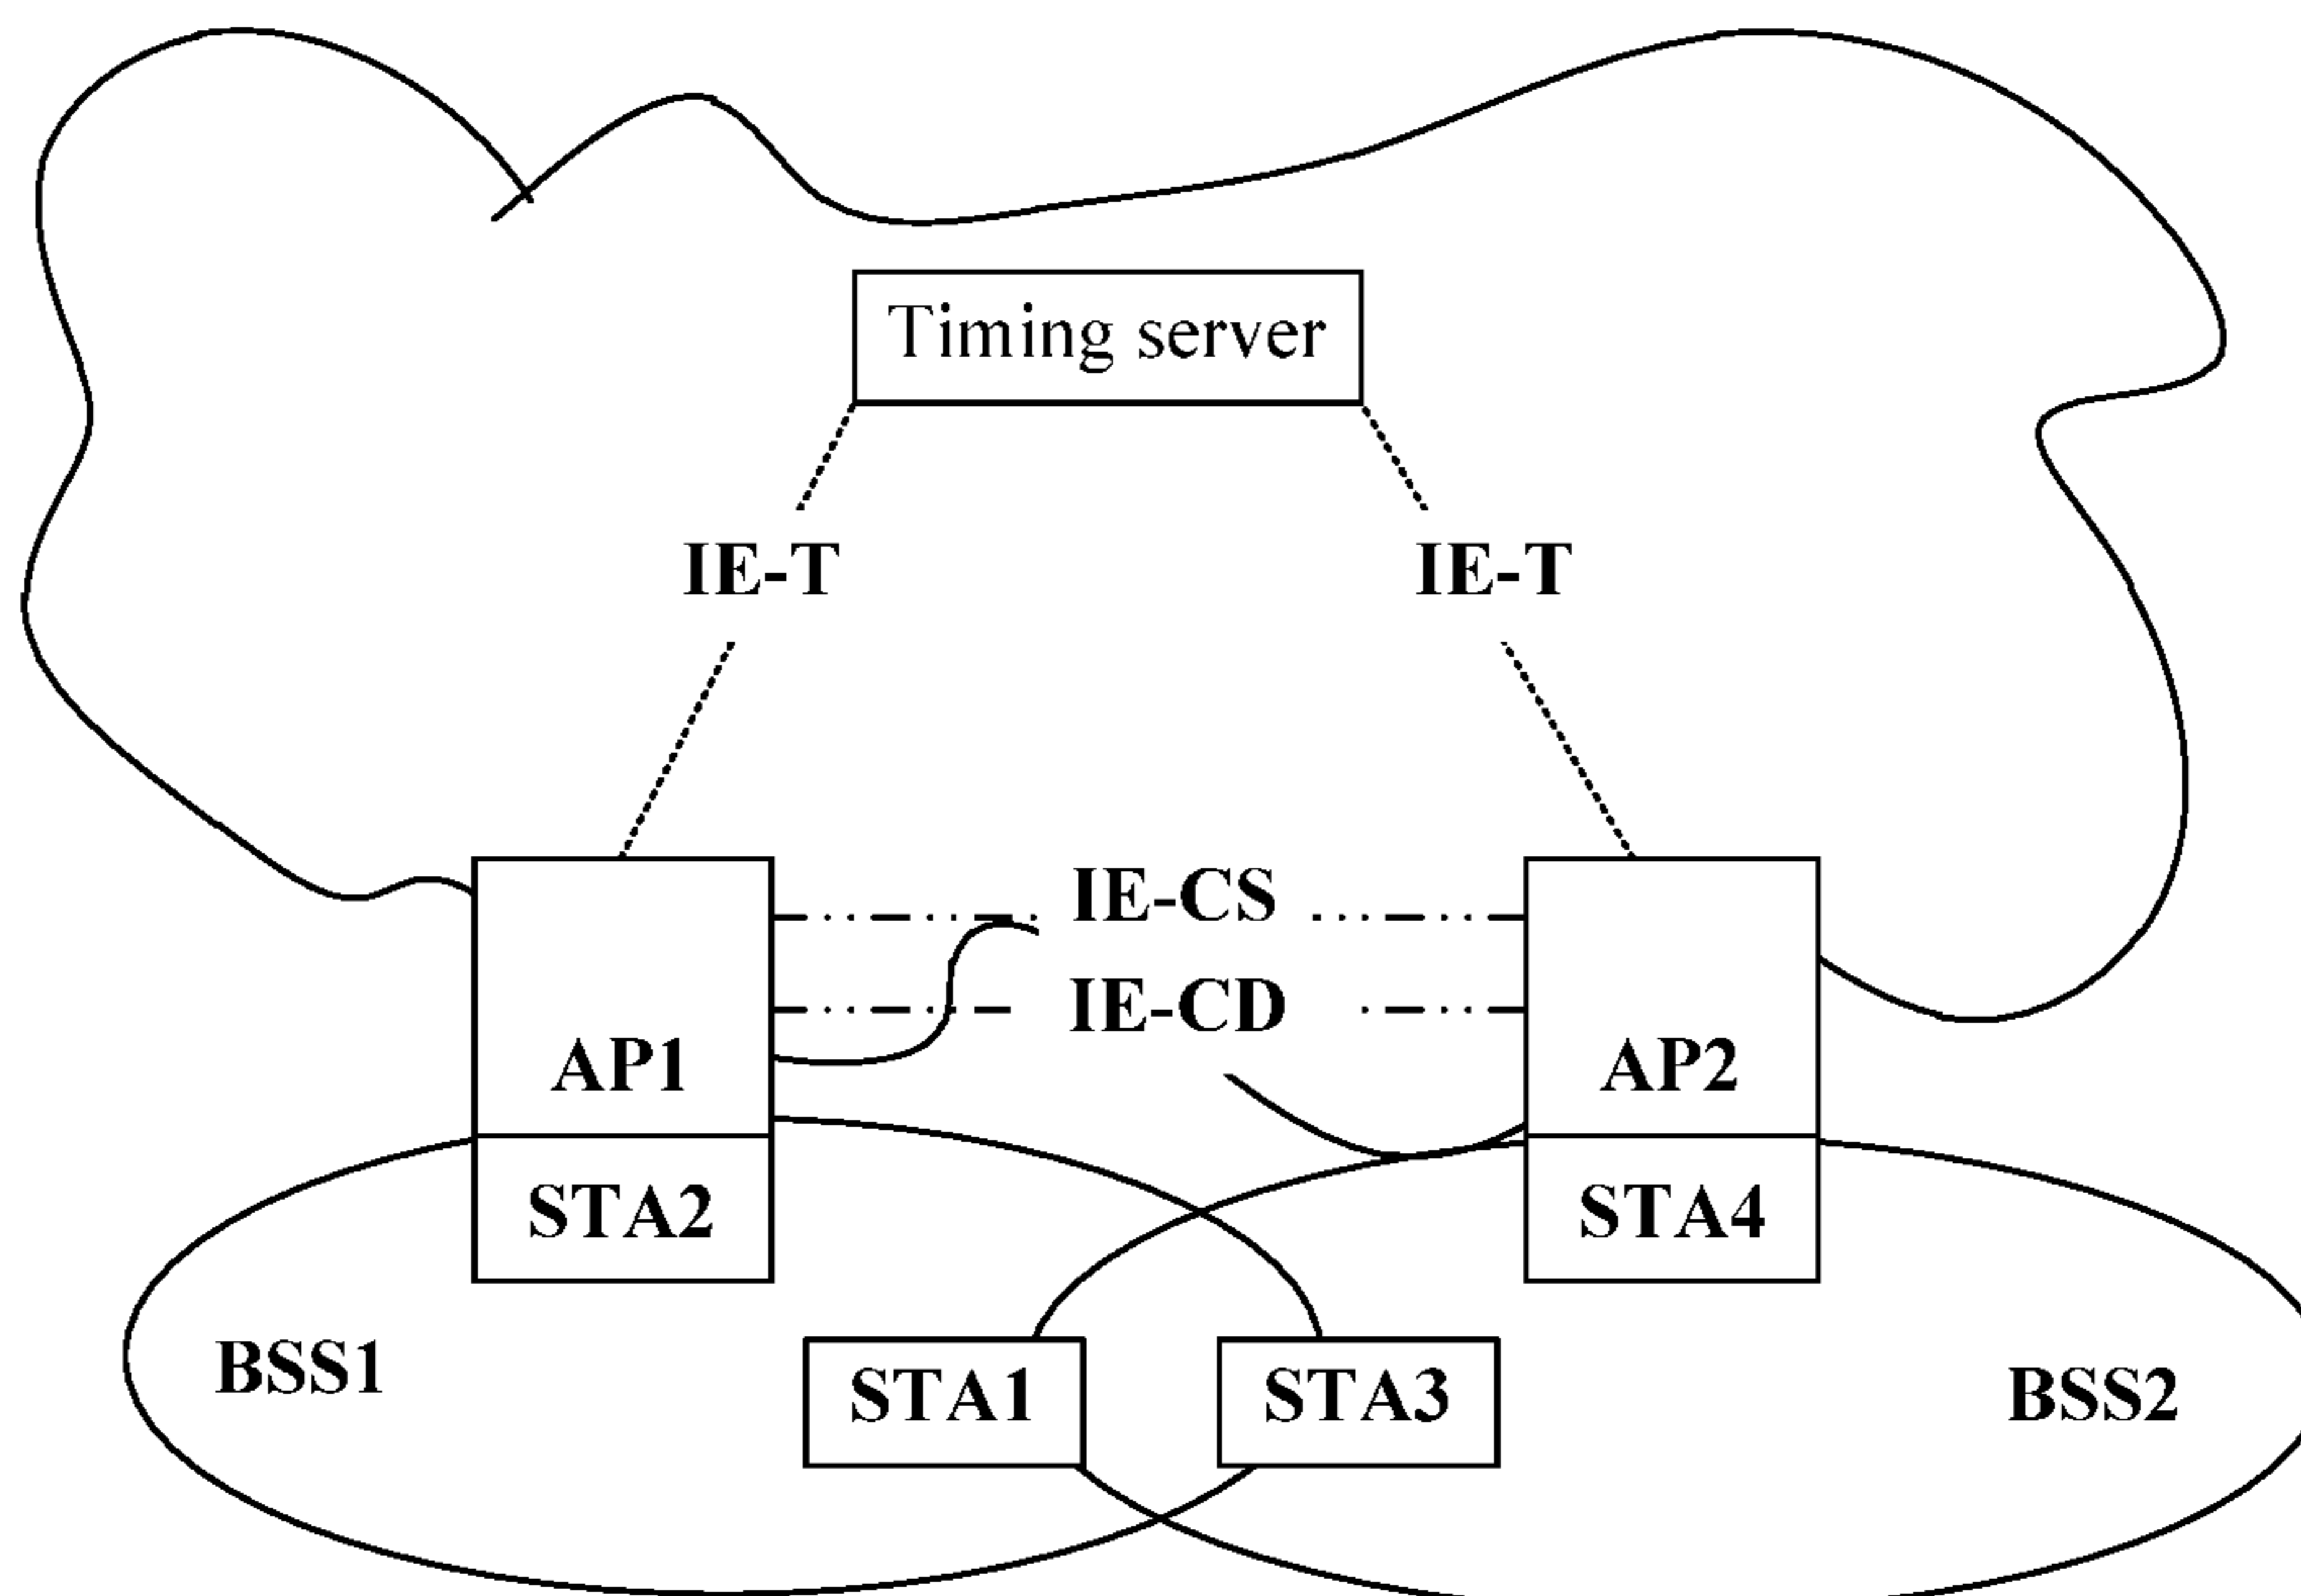 Timing server
IE-T
IE-T
IE-CS
IE-CD
AP1
AP2
STA2
STA4
BSS1
STA1
STA3
BSS2